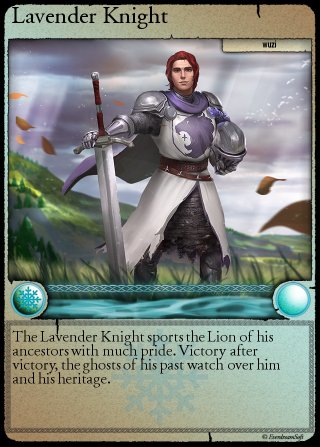 Lavender Knight
WUZI
The Lavender Knight sports the Lion of his
ancestors with much pride. Victory after
victory, the ghosts of his past watch over him
and his heritage.
© EverdreamSoft